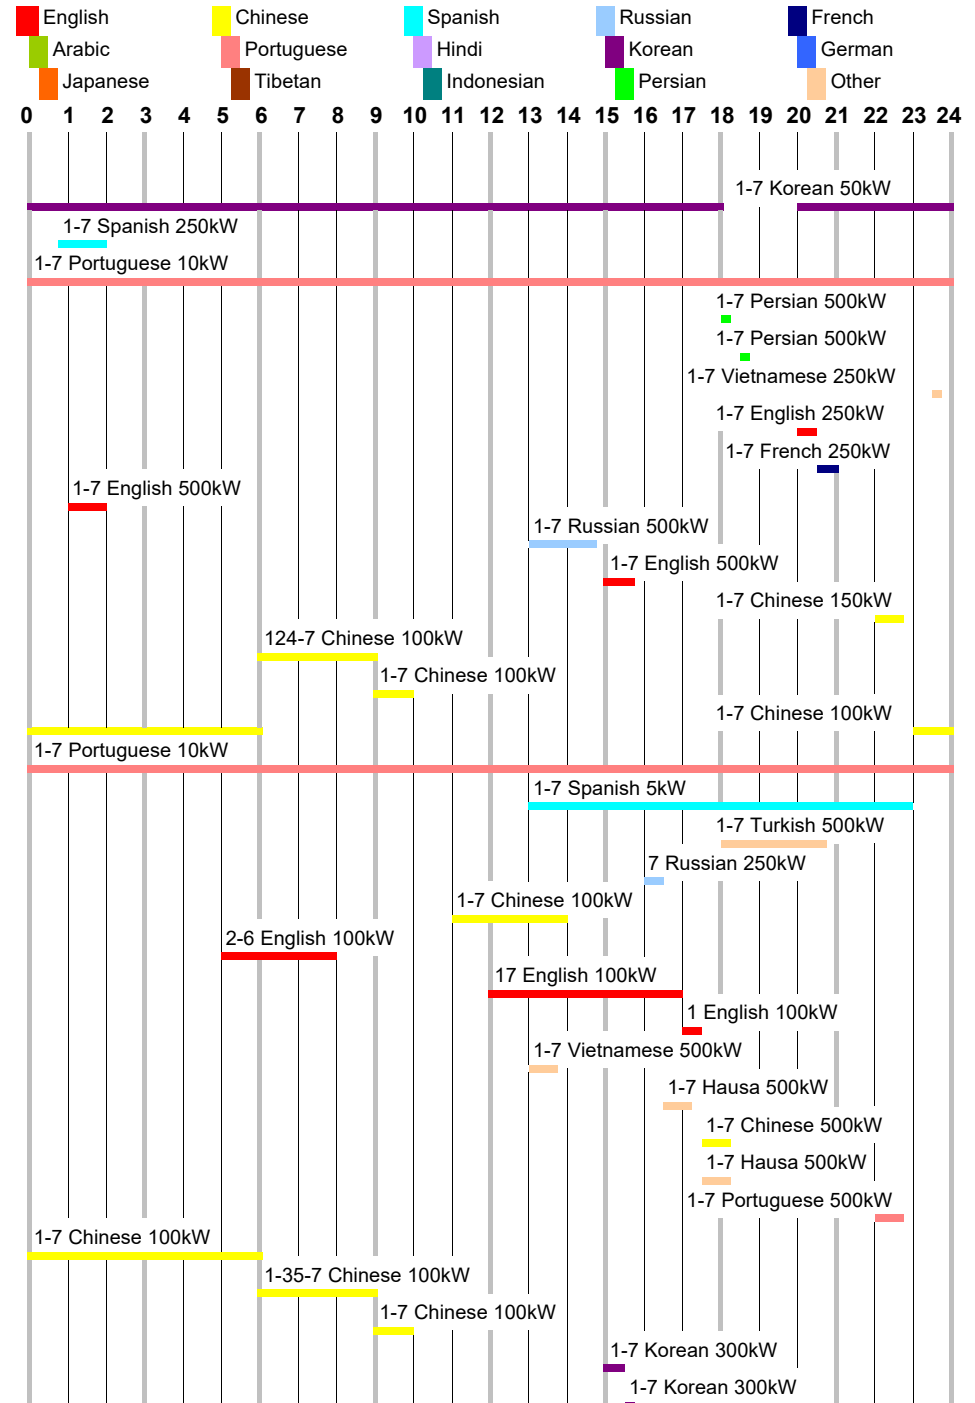 English Chinese Spanish Russian French
Arabic Portuguese Hindi Korean German
Japanese Tibetan Indonesian Persian Other
0 1 2 3 4 5 6 7 8 9 10 11 12 13 14 15 16 17 18 19 20 21 22 23 24
1-7 Korean 50kW
1-7 Spanish 250kW
1-7 Portuguese 10kW
1-7 Persian 500kW
1-7 Persian 500kW
1-7 Vietnamese 250kW
1-7 English 250kW
1-7 French 250kW
1-7 English 500kW
1-7 Russian 500kW
1-7 English 500kW
1-7 Chinese 150kW
124-7 Chinese 100kW
1-7 Chinese 100kW
1-7 Chinese 100kW
1-7 Portuguese 10kW
1-7 Spanish 5kW
1-7 Turkish 500kW
7 Russian 250kW
1-7 Chinese 100kW
2-6 English 100kW
17 English 100kW
1 English 100kW
1-7 Vietnamese 500kW
1-7 Hausa 500kW
1-7 Chinese 500kW
1-7 Hausa 500kW
1-7 Portuguese 500kW
1-7 Chinese 100kW
1-35-7 Chinese 100kW
1-7 Chinese 100kW
1-7 Korean 300kW
1-7 Korean 300kW